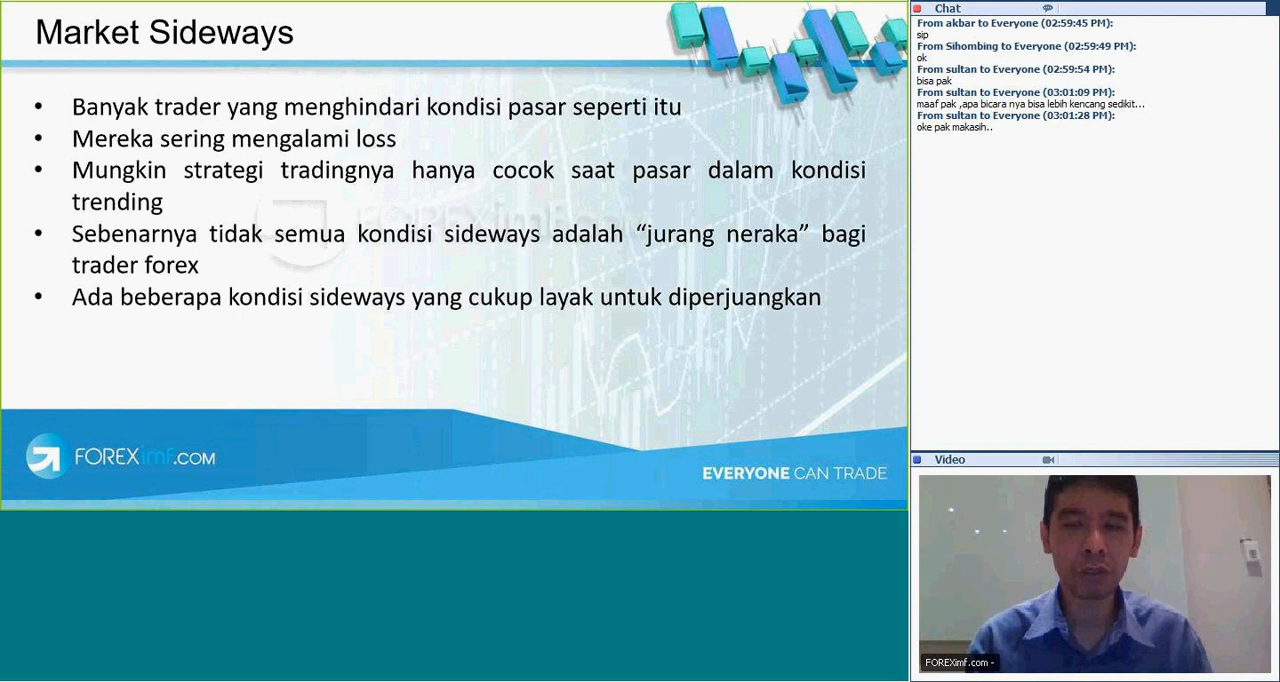 Market Sideways
• Banyak trader yang menghindari kondisi pasar seperti itu
• Mereka sering mengalami loss
• Mungkin strategi tradingnya hanya cocok saat pasar dalam kondisi
trending
• Sebenarnya tidak semua kondisi sideways adalah “jurang neraka” bagi
trader forex
• Ada beberapa kondisi sideways yang cukup layak untuk diperjuangkan
FOREXimf.COM
EVERYONE CAN TRADE
Chat
From akbar to Everyone (02:59:45 PM):
sip
From Sihombing to Everyone (02:59:49 PM):
ok
From sultan to Everyone (02:59:54 PM):
bisa pak
From sultan to Everyone (03:01:09 PM):
maaf pak ,apa bicara nya bisa lebih kencang sedikit...
From sultan to Everyone (03:01:28 PM):
oke pak makasih..
Video
FOREXimf.com -